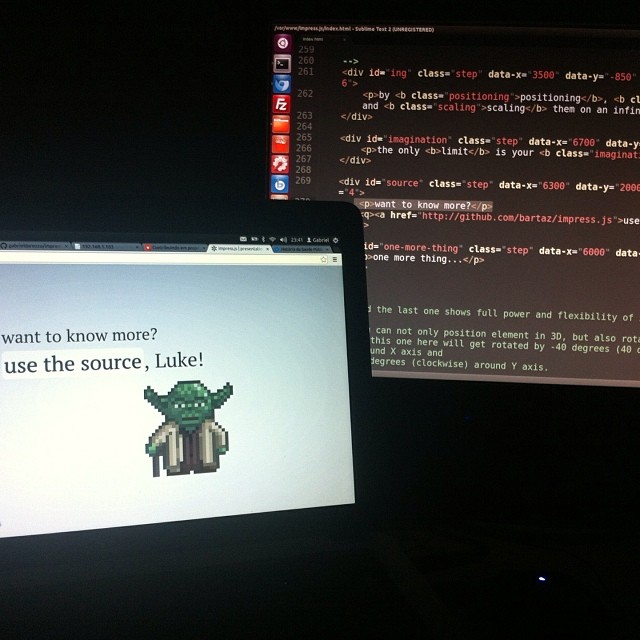 /var/www/impress.js/index.html - Sublime Text 2 (UNREGISTERED)
index.html
259
260 -->
261 <div id="ing" class="step" data-x="3500" data-y="-850"
6">
262 <p>by <b class="positioning">positioning</b>, <b cl
and <b class="scaling">scaling</b> them on an infin
263 </div>
264
265 <div id="imagination" class="step" data-x="6700" data-y=
266 <p>the only <b>limit</b> is your <b class="imaginati
267 </div>
268
269 <div id="source" class="step" data-x="6300" data-y="2000
="4">
<p>want to know more?</p>
<q><a href="http://github.com/bartaz/impress.js">use
>
id="one-more-thing" class="step" data-x="6000" data-
<p>one more thing...</p>
d the last one shows full power and flexibility of
can not only position element in 3D, but also rota
this one here will get rotated by -40 degrees (40 d
und X axis and
degrees (clockwise) around Y axis.
23:41 Gabriel
impress.js | presentation
want to know more?
use the source, Luke!